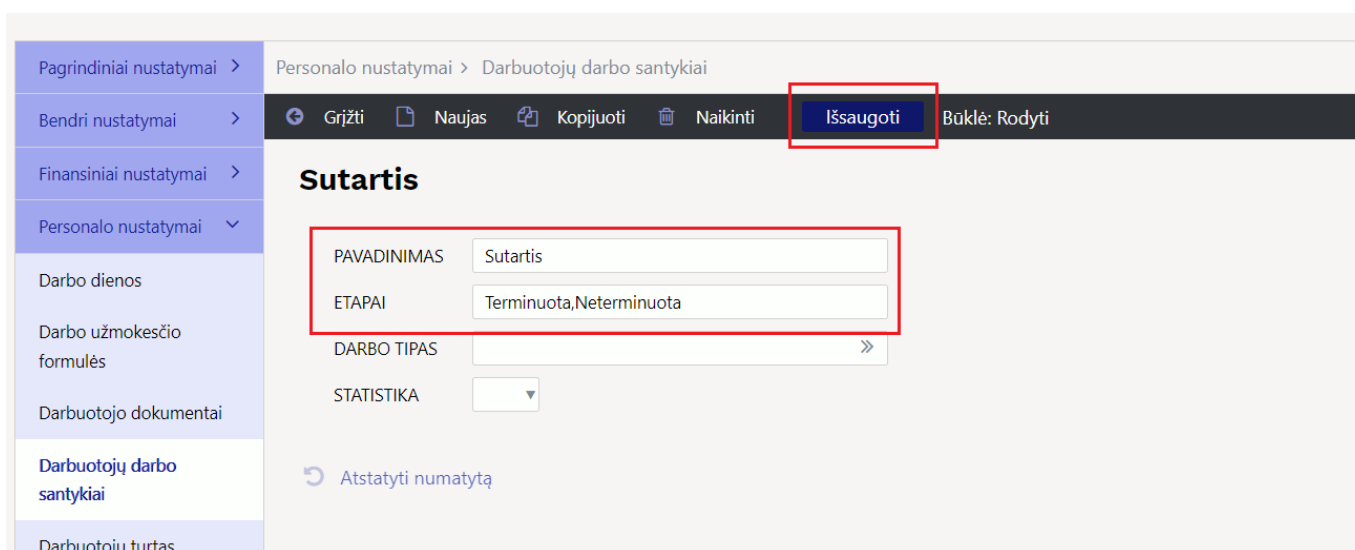 Pagrindiniai nustatymai >
Bendri nustatymai >
Finansiniai nustatymai >
Personalo nustatymai
Darbo dienos
Darbo užmokesčio
formulės
Darbuotojo dokumentai
Darbuotojų darbo
santykiai
Darbuotojų turtas
Personalo nustatymai > Darbuotojų darbo santykiai
Grįžti Naujas Kopijuoti Naikinti Išsaugoti Būklė: Rodyti
Sutartis
PAVADINIMAS Sutartis
ETAPAI Terminuota,Neterminuota
DARBO TIPAS
STATISTIKA
Atstatyti numatytą